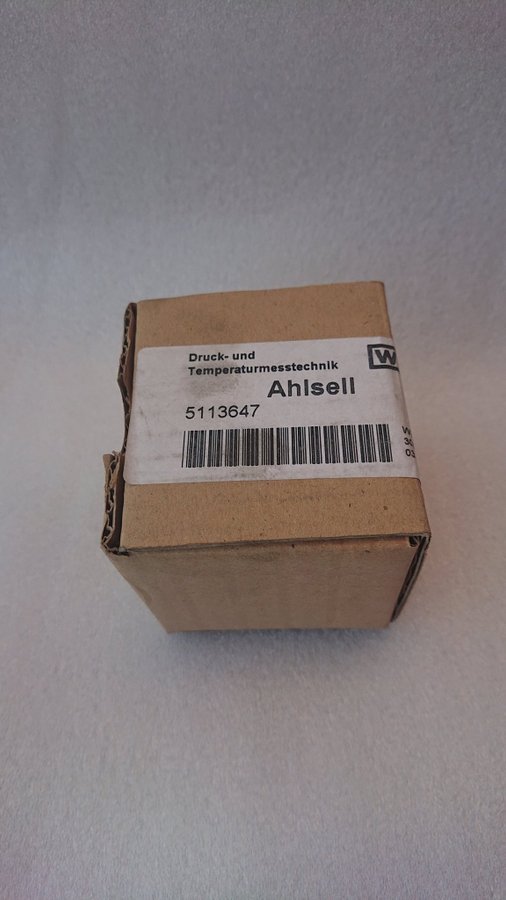 Druck- und
Temperaturmesstechnik
Ahlsell
5113647